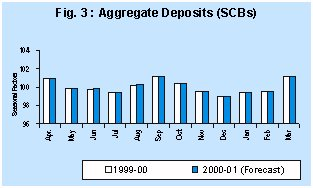 Fig. 3 : Aggregate Deposits (SCBs)
Seasonal Factors
104
102
100
98
96
Apr
May
Jun
Jul
Aug
Sep
Oct
Nov
Dec
Jan
Feb
Mar
1999-00
2000-01 (Forecast)